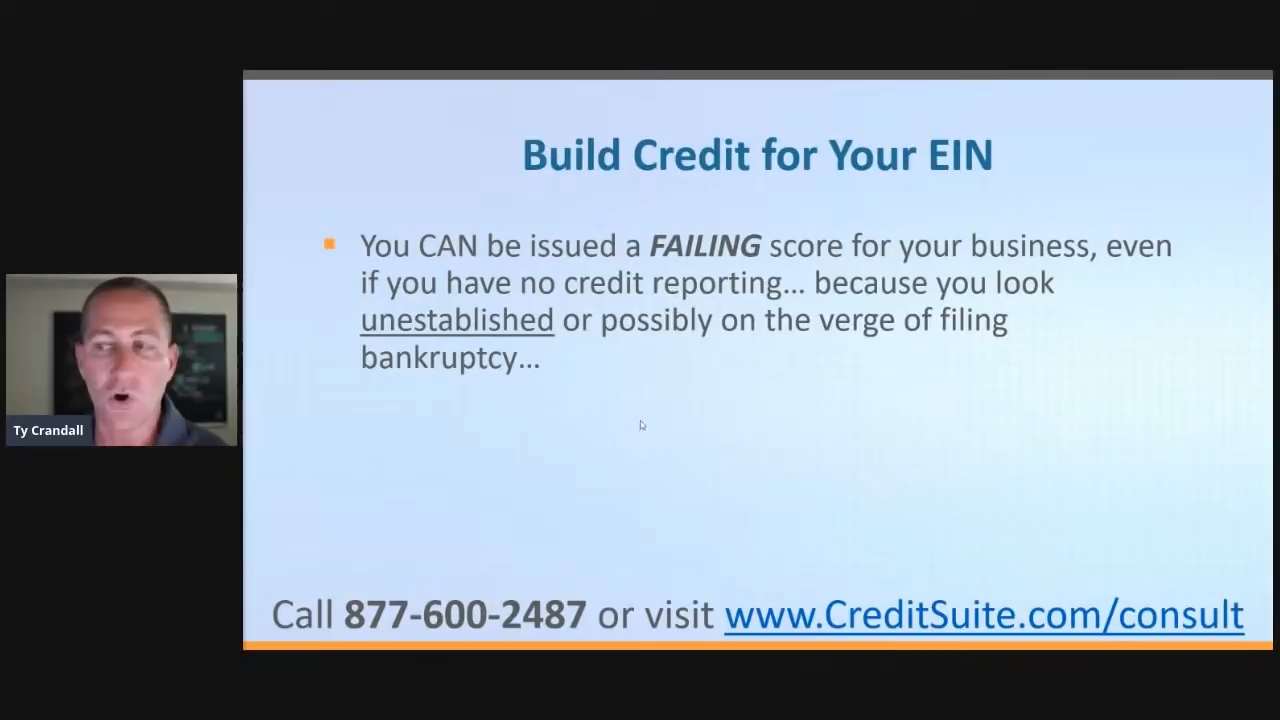 Build Credit for Your EIN
You CAN be issued a FAILING score for your business, even
if you have no credit reporting... because you look
unestablished or possibly on the verge of filing
bankruptcy...
Ty Crandall
Call 877-600-2487 or visit www.CreditSuite.com/consult